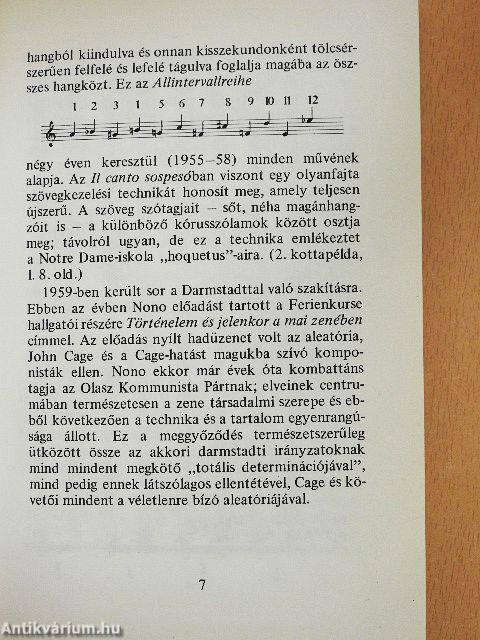 hangból kiindulva és onnan kisszekundonként tölcsér-
szerűen felfelé és lefelé tágulva foglalja magába az ösz-
szes hangközt. Ez az Allintervallreihe
1 2 3 1 5 6 7 8 9 10 11 12
négy éven keresztül (1955–58) minden művének
alapja. Az Il canto sospesóban viszont egy olyanfajta
szövegkezelési technikát honosít meg, amely teljesen
újszerű. A szöveg szótagjait – sőt, néha magánhang-
zóit is – a különböző kórusszólamok között osztja
meg; távolról ugyan, de ez a technika emlékeztet
a Notre Dame-iskola „hoquetus”-aira. (2. kottapélda,
l. 8. old.)
1959-ben került sor a Darmstadttal való szakításra.
Ebben az évben Nono előadást tartott a Ferienkurse
hallgatói részére Történelem és jelenkor a mai zenében
címmel. Az előadás nyílt hadüzenet volt az aleatória,
John Cage és a Cage-hatást magukba szívó kompo-
nisták ellen. Nono ekkor már évek óta kombattáns
tagja az Olasz Kommunista Pártnak; elveinek centru-
mában természetesen a zene társadalmi szerepe és eb-
ből következően a technika és a tartalom egyenrangú-
sága állott. Ez a meggyőződés természetszerűleg
ütközött össze az akkori darmstadti irányzatoknak
mind mindent megkötő „totális determinációjával”,
mind pedig ennek látszólagos ellentétével, Cage és kö-
vetői mindent a véletlenre bízó aleatóriájával.
7
Antikvárium.hu